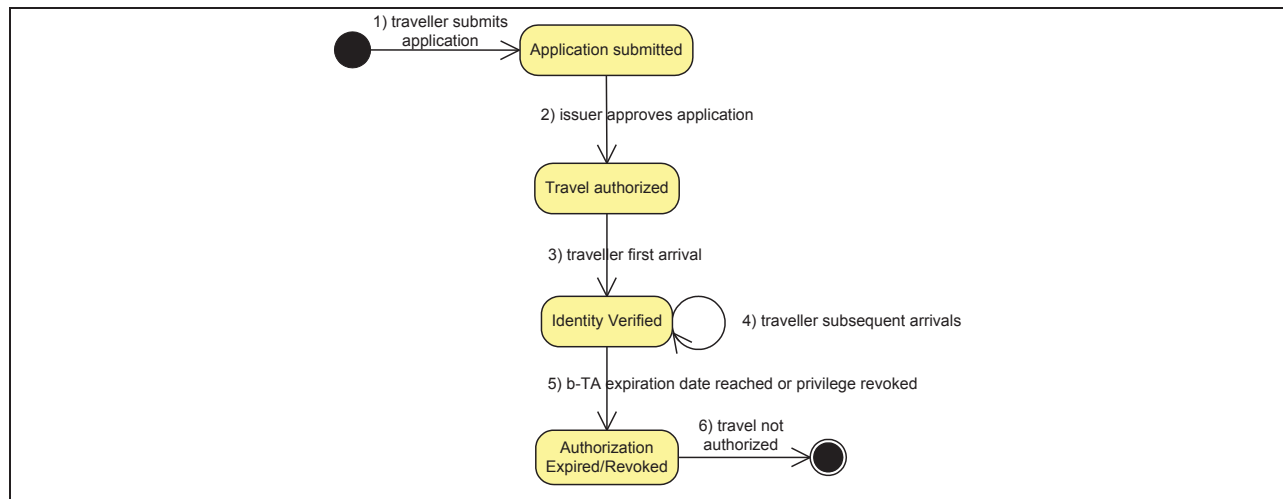 1) traveller submits
application
Application submitted
2) issuer approves application
Travel authorized
3) traveller first arrival
Identity Verified
4) traveller subsequent arrivals
5) b-TA expiration date reached or privilege revoked
6) travel not
authorized
Authorization
Expired/Revoked